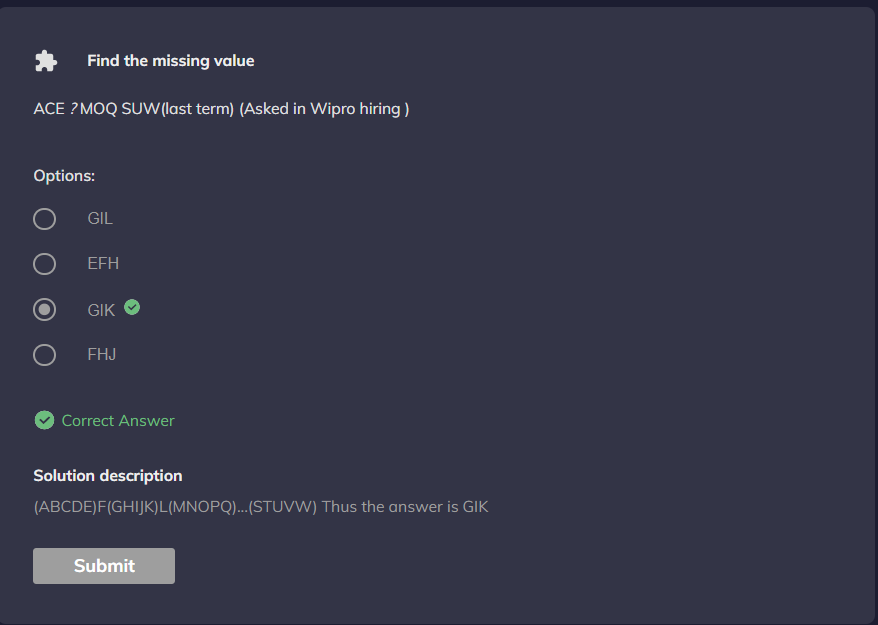 Find the missing value
ACE ? MOQ SUW(last term) (Asked in Wipro hiring )
Options:
GIL
EFH
GIK
FHJ
Correct Answer
Solution description
(ABCDE)F(GHIJK)L(MNOPQ)...(STUVW) Thus the answer is GIK
Submit